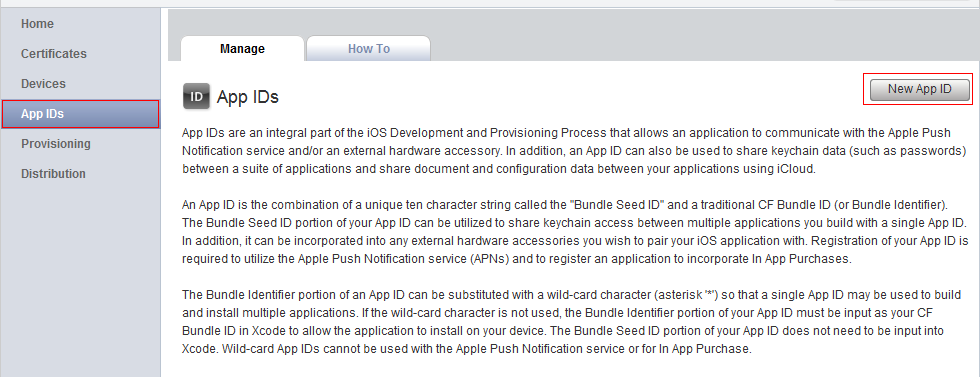 Home
Certificates
Devices
App IDs
Provisioning
Distribution
Manage
How To
ID App IDs
New App ID
App IDs are an integral part of the iOS Development and Provisioning Process that allows an application to communicate with the Apple Push
Notification service and/or an external hardware accessory. In addition, an App ID can also be used to share keychain data (such as passwords)
between a suite of applications and share document and configuration data between your applications using iCloud.
An App ID is the combination of a unique ten character string called the "Bundle Seed ID" and a traditional CF Bundle ID (or Bundle Identifier).
The Bundle Seed ID portion of your App ID can be utilized to share keychain access between multiple applications you build with a single App ID.
In addition, it can be incorporated into any external hardware accessories you wish to pair your iOS application with. Registration of your App ID is
required to utilize the Apple Push Notification service (APNs) and to register an application to incorporate In App Purchases.
The Bundle Identifier portion of an App ID can be substituted with a wild-card character (asterisk '*') so that a single App ID may be used to build
and install multiple applications. If the wild-card character is not used, the Bundle Identifier portion of your App ID must be input as your CF
Bundle ID in Xcode to allow the application to install on your device. The Bundle Seed ID portion of your App ID does not need to be input into
Xcode. Wild-card App IDs cannot be used with the Apple Push Notification service or for In App Purchase.